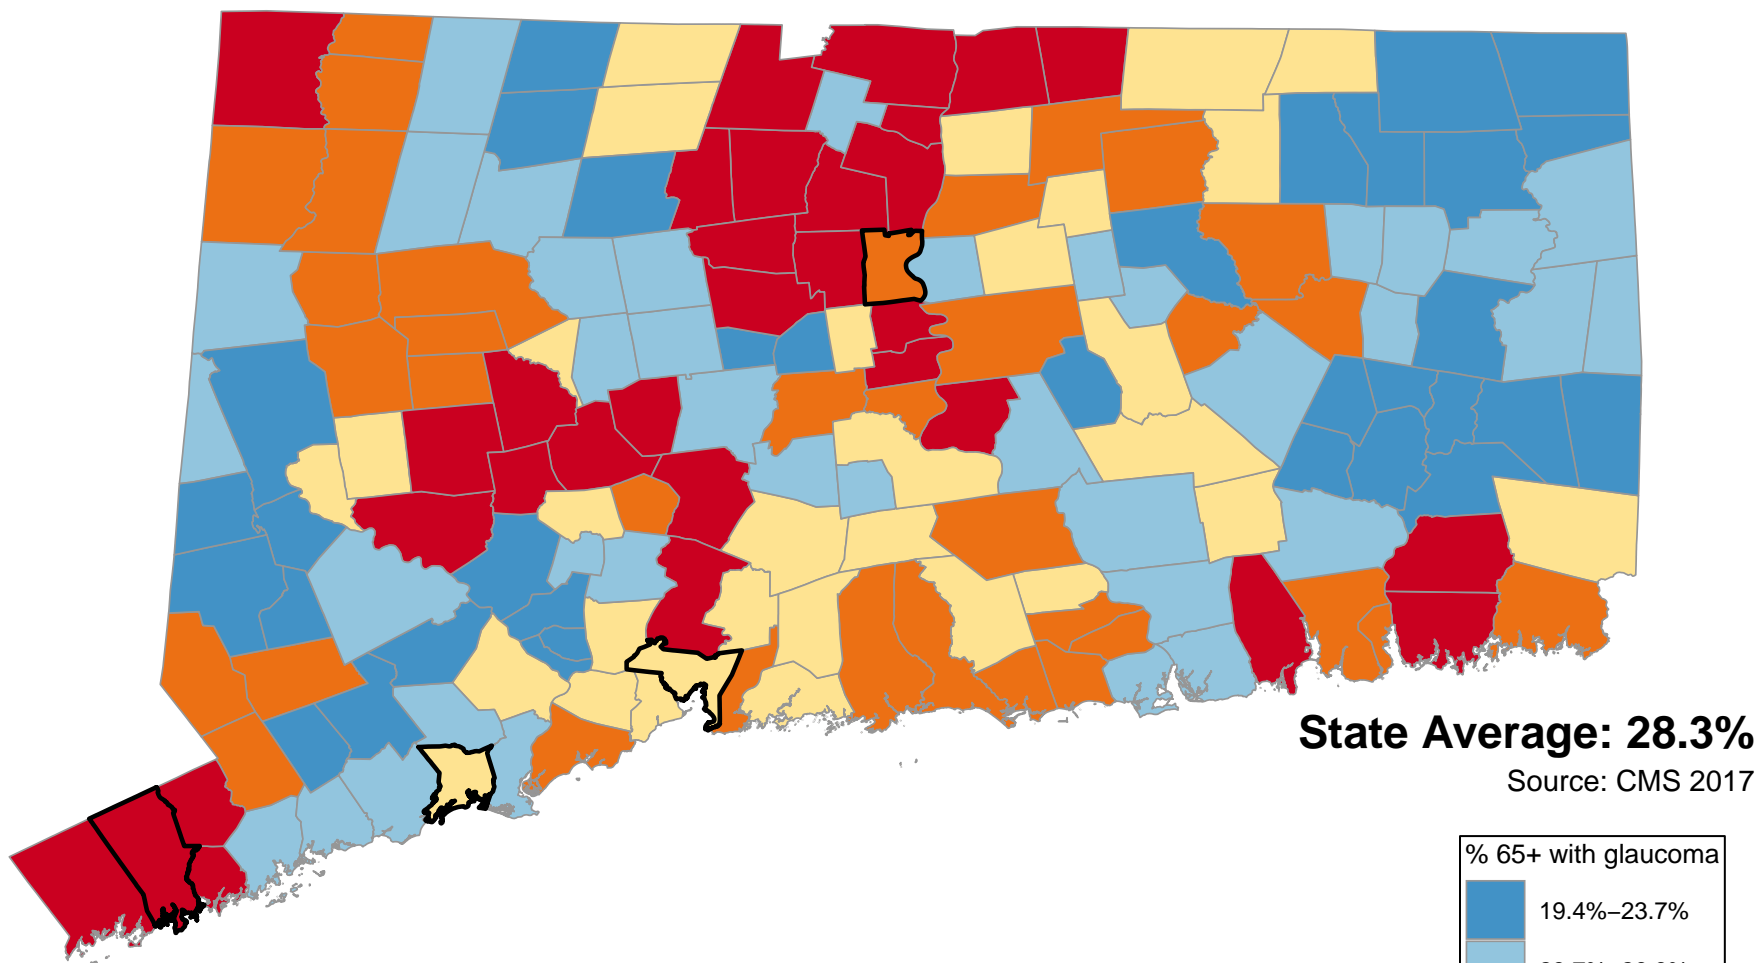 State Average: 28.3%
Source: CMS 2017
% 65+ with glaucoma
19.4%–23.7%